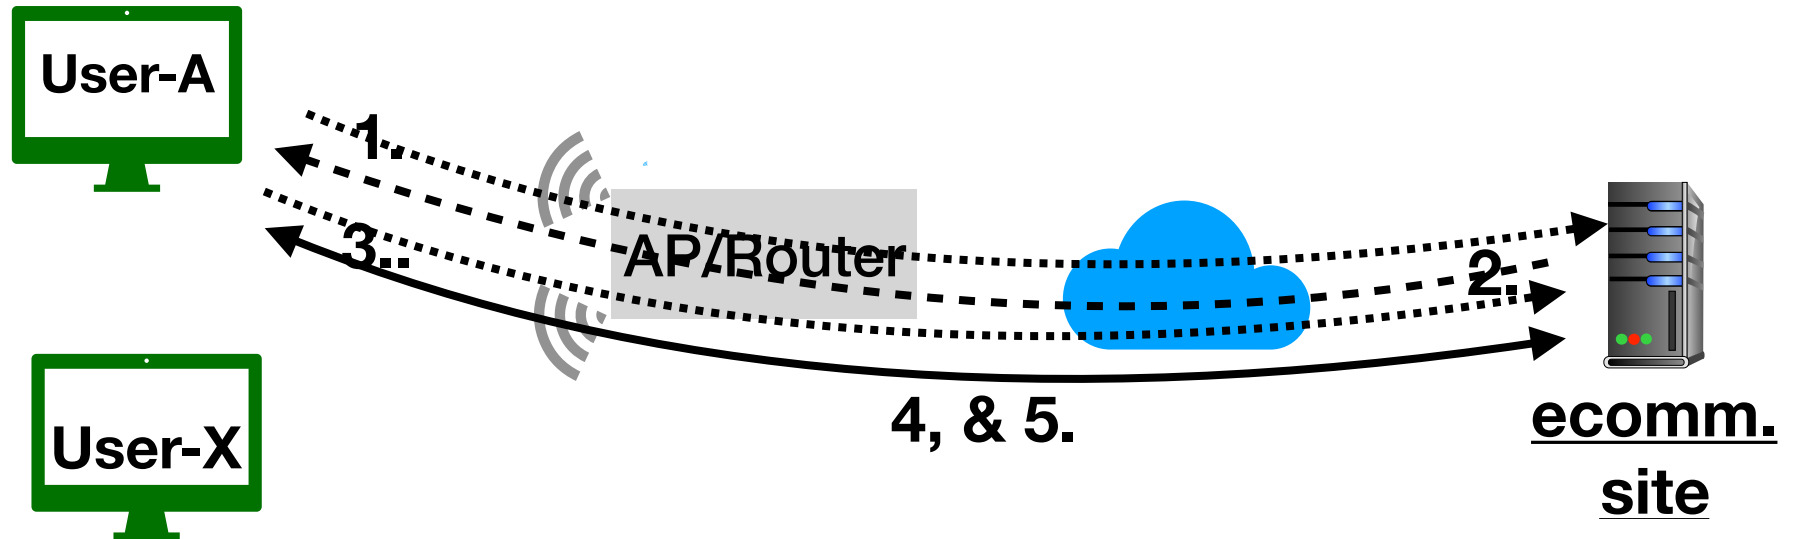 User-A
1.
3..
AP/Router
2.
User-X
4, & 5.
ecomm.
site